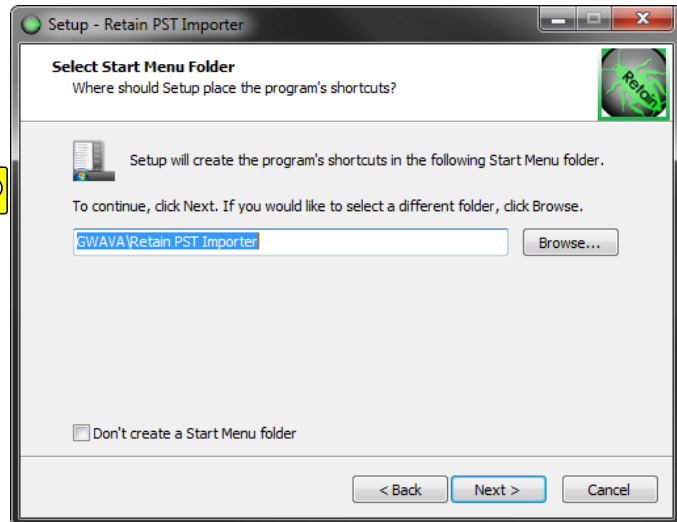 Setup - Retain PST Importer
Select Start Menu Folder
Where should Setup place the program's shortcuts?
Retain
Setup will create the program's shortcuts in the following Start Menu folder.
To continue, click Next. If you would like to select a different folder, click Browse.
GWAVA\Retain PST Importer
Browse...
Don't create a Start Menu folder
< Back Next > Cancel